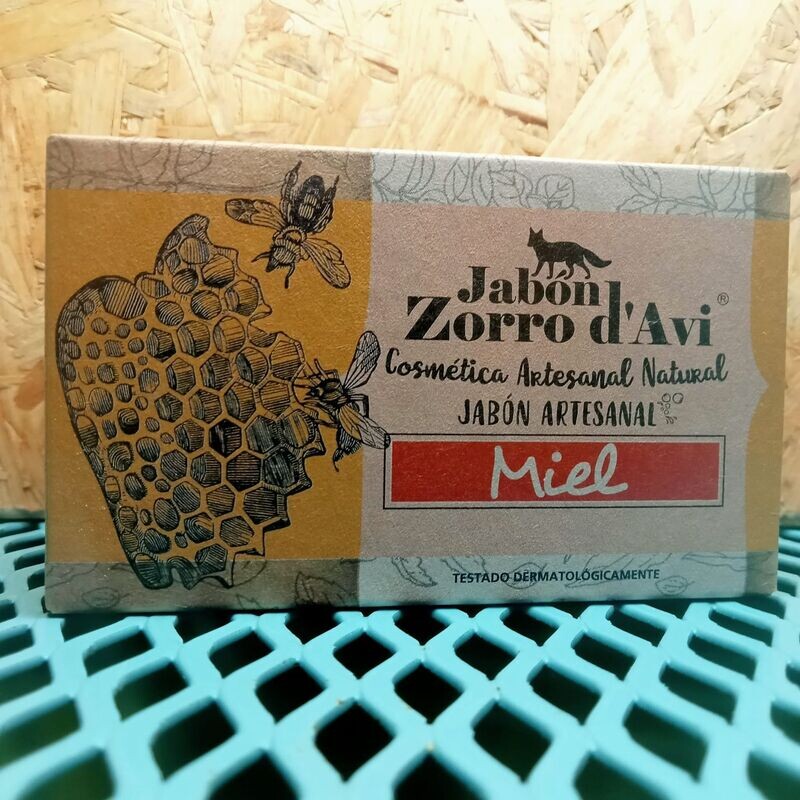 Jabón
Zorro d'Avi®
Cosmética Artesanal Natural
JABÓN ARTESANAL
Miel
TESTADO DERMATOLÓGICAMENTE